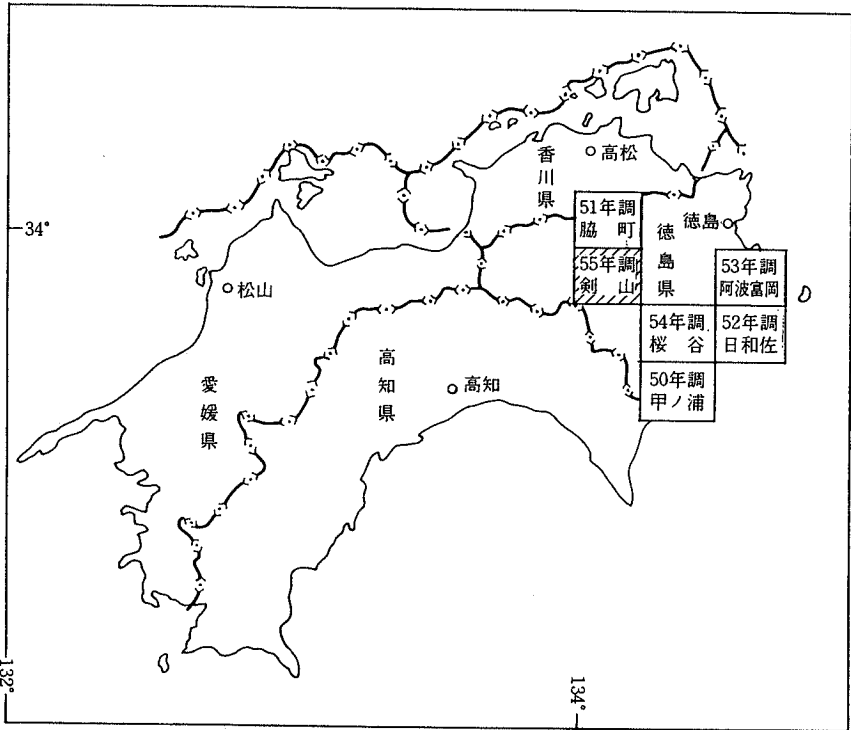 香川県
高松
34°
51年調
脇町
徳島県
徳島
55年調
剣山
53年調
阿波富岡
松山
54年調
桜谷
52年調
日和佐
愛媛県
高知県
高知
50年調
甲ノ浦
132°
134°